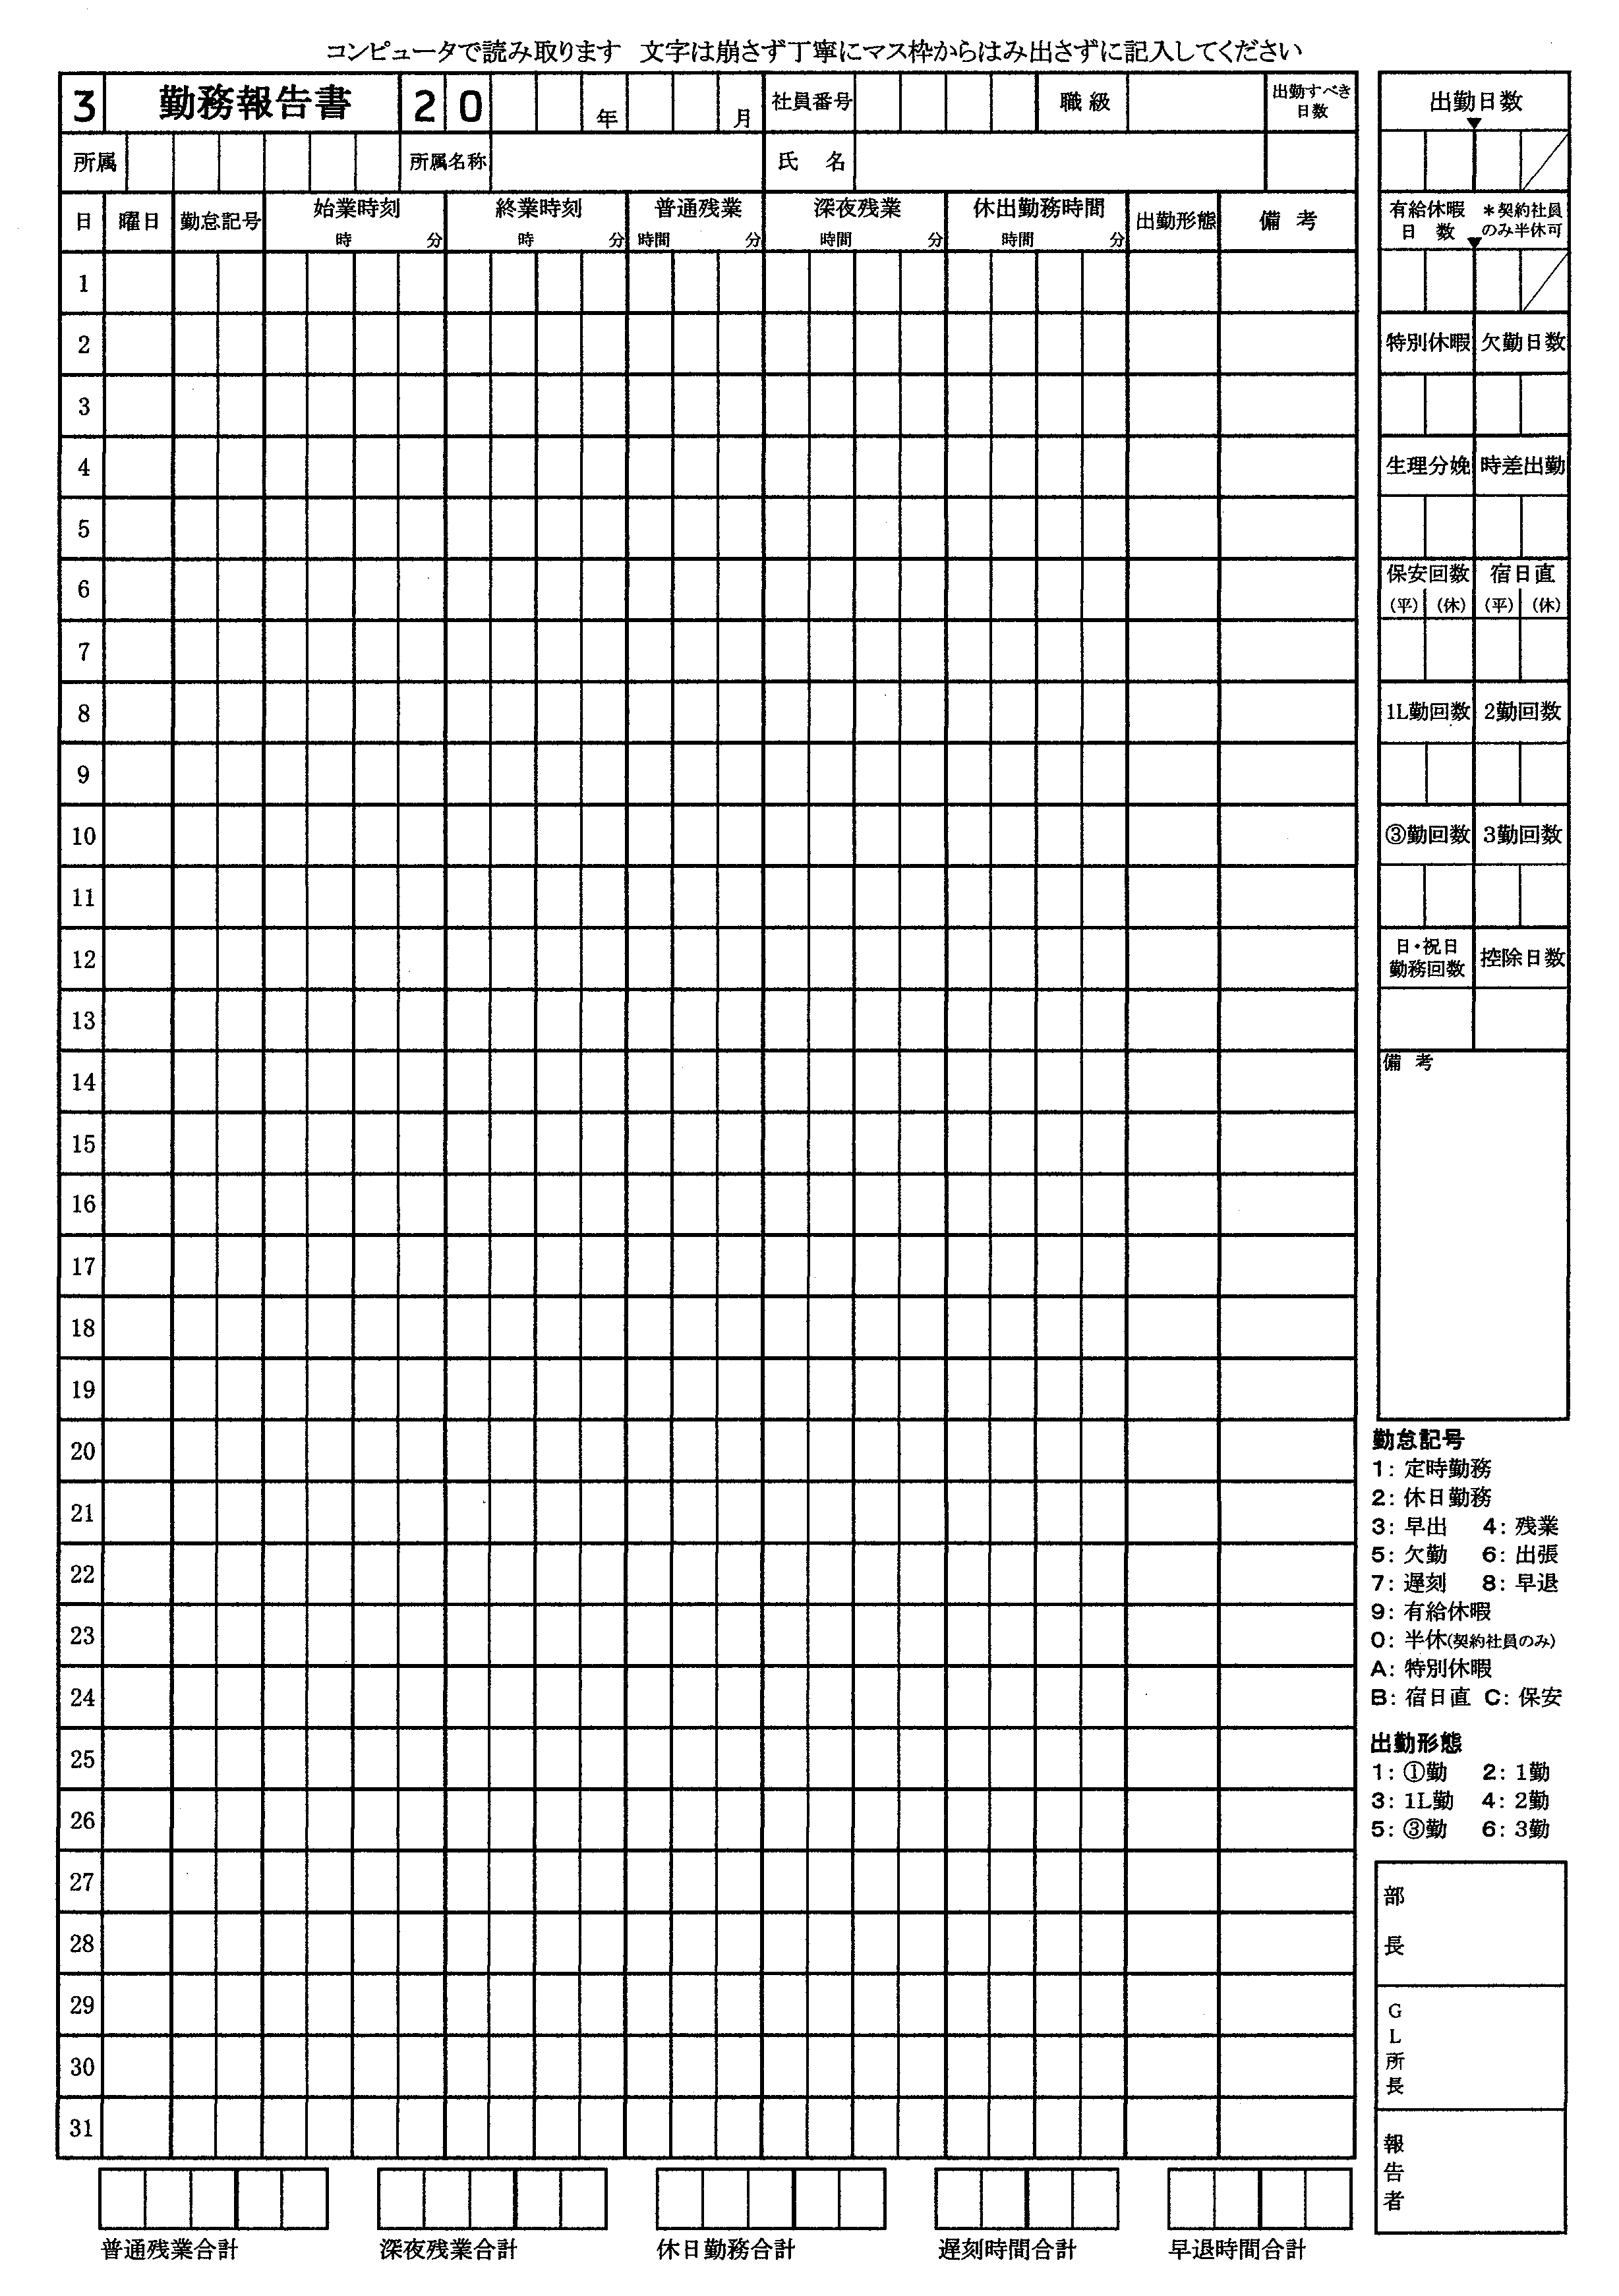 コンピュータで読み取ります 文字は崩さず丁寧にマス枠からはみ出さずに記入してください
3 勤務報告書 20 年 月 社員番号 職級 出勤すべき日数
所属 所属名称 氏名
日 曜日 勤怠記号 始業時刻 終業時刻 普通残業 深夜残業 休出勤務時間 出勤形態 備考
時 分 時 分 時間 分 時間 分 時間 分
1
2
3
4
5
6
7
8
9
10
11
12
13
14
15
16
17
18
19
20
21
22
23
24
25
26
27
28
29
30
31
普通残業合計 深夜残業合計 休日勤務合計 遅刻時間合計 早退時間合計
出勤日数
▼
有給休暇 *契約社員
日数 のみ半休可
▼
特別休暇 欠勤日数
生理分娩 時差出勤
保安回数 宿日直
(平) (休) (平) (休)
1L勤回数 2勤回数
③勤回数 3勤回数
日・祝日
勤務回数 控除日数
備考
勤怠記号
1: 定時勤務
2: 休日勤務
3: 早出 4: 残業
5: 欠勤 6: 出張
7: 遅刻 8: 早退
9: 有給休暇
0: 半休(契約社員のみ)
A: 特別休暇
B: 宿日直 C: 保安
出勤形態
1: ①勤 2: 1勤
3: 1L勤 4: 2勤
5: ③勤 6: 3勤
部長
GL所長
報告者